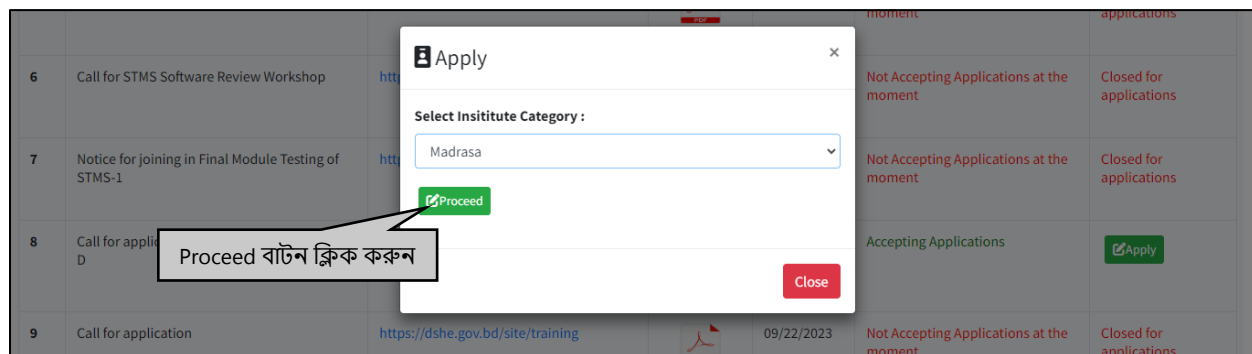 PDF
moment
applications
Apply
×
6
Call for STMS Software Review Workshop
Not Accepting Applications at the
moment
Closed for
applications
Select Insititute Category :
Madrasa
7
Notice for joining in Final Module Testing of
STMS-1
Not Accepting Applications at the
moment
Closed for
applications
Proceed
Proceed বাটন ক্লিক করুন
8
Call for
D
Accepting Applications
Apply
Close
9
Call for application
https://dshe.gov.bd/site/training
09/22/2023
Not Accepting Applications at the
moment
Closed for
applications